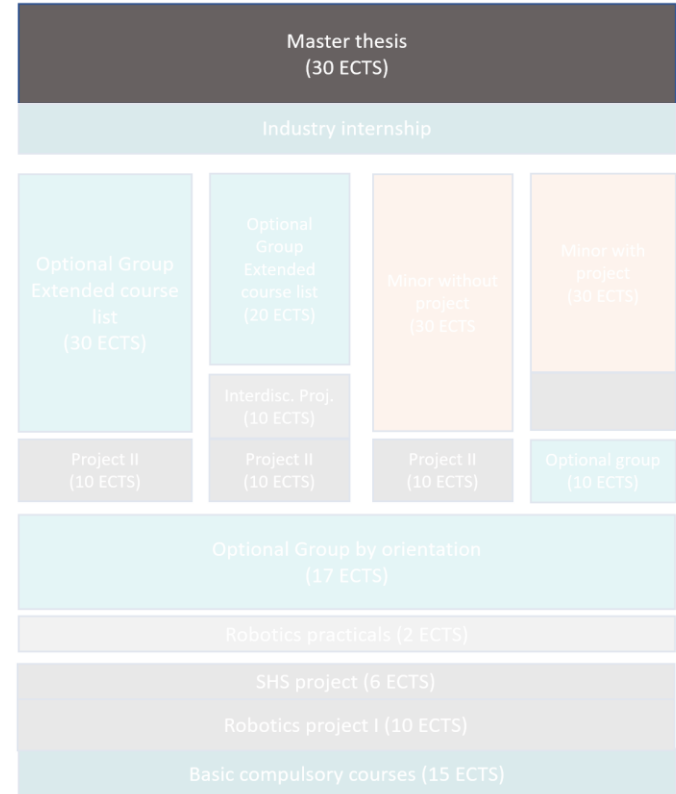 Master thesis
(30 ECTS)
Industry internship
Optional Group
Extended course
list
(30 ECTS)
Optional
Group
Extended
course list
(20 ECTS)
Interdisc. Proj.
(10 ECTS)
Minor without
project
(30 ECTS
Minor with
project
(30 ECTS)
Project II
(10 ECTS)
Project II
(10 ECTS)
Project II
(10 ECTS)
Optional group
(10 ECTS)
Optional Group by orientation
(17 ECTS)
Robotics practicals (2 ECTS)
SHS project (6 ECTS)
Robotics project I (10 ECTS)
Basic compulsory courses (15 ECTS)